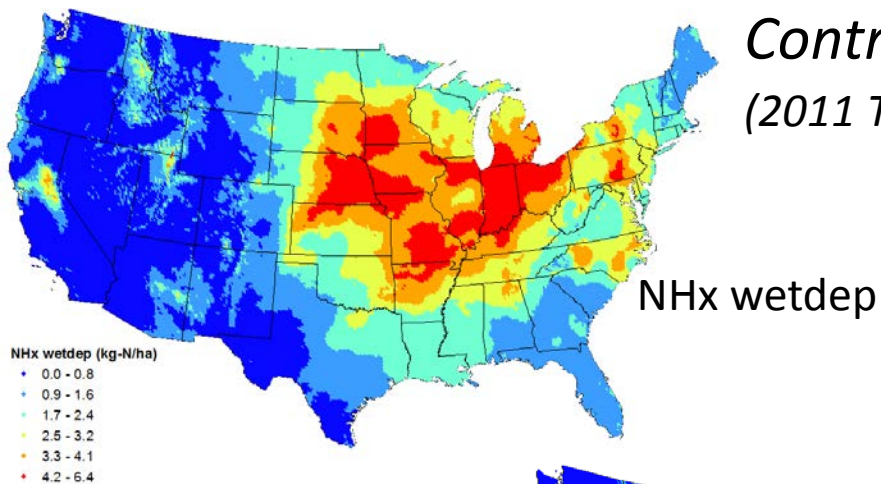 Contr
(2011 T
NHx wetdep
NHx wetdep (kg-N/ha)
0.0 - 0.8
0.9 - 1.6
1.7 - 2.4
2.5 - 3.2
3.3 - 4.1
4.2 - 6.4